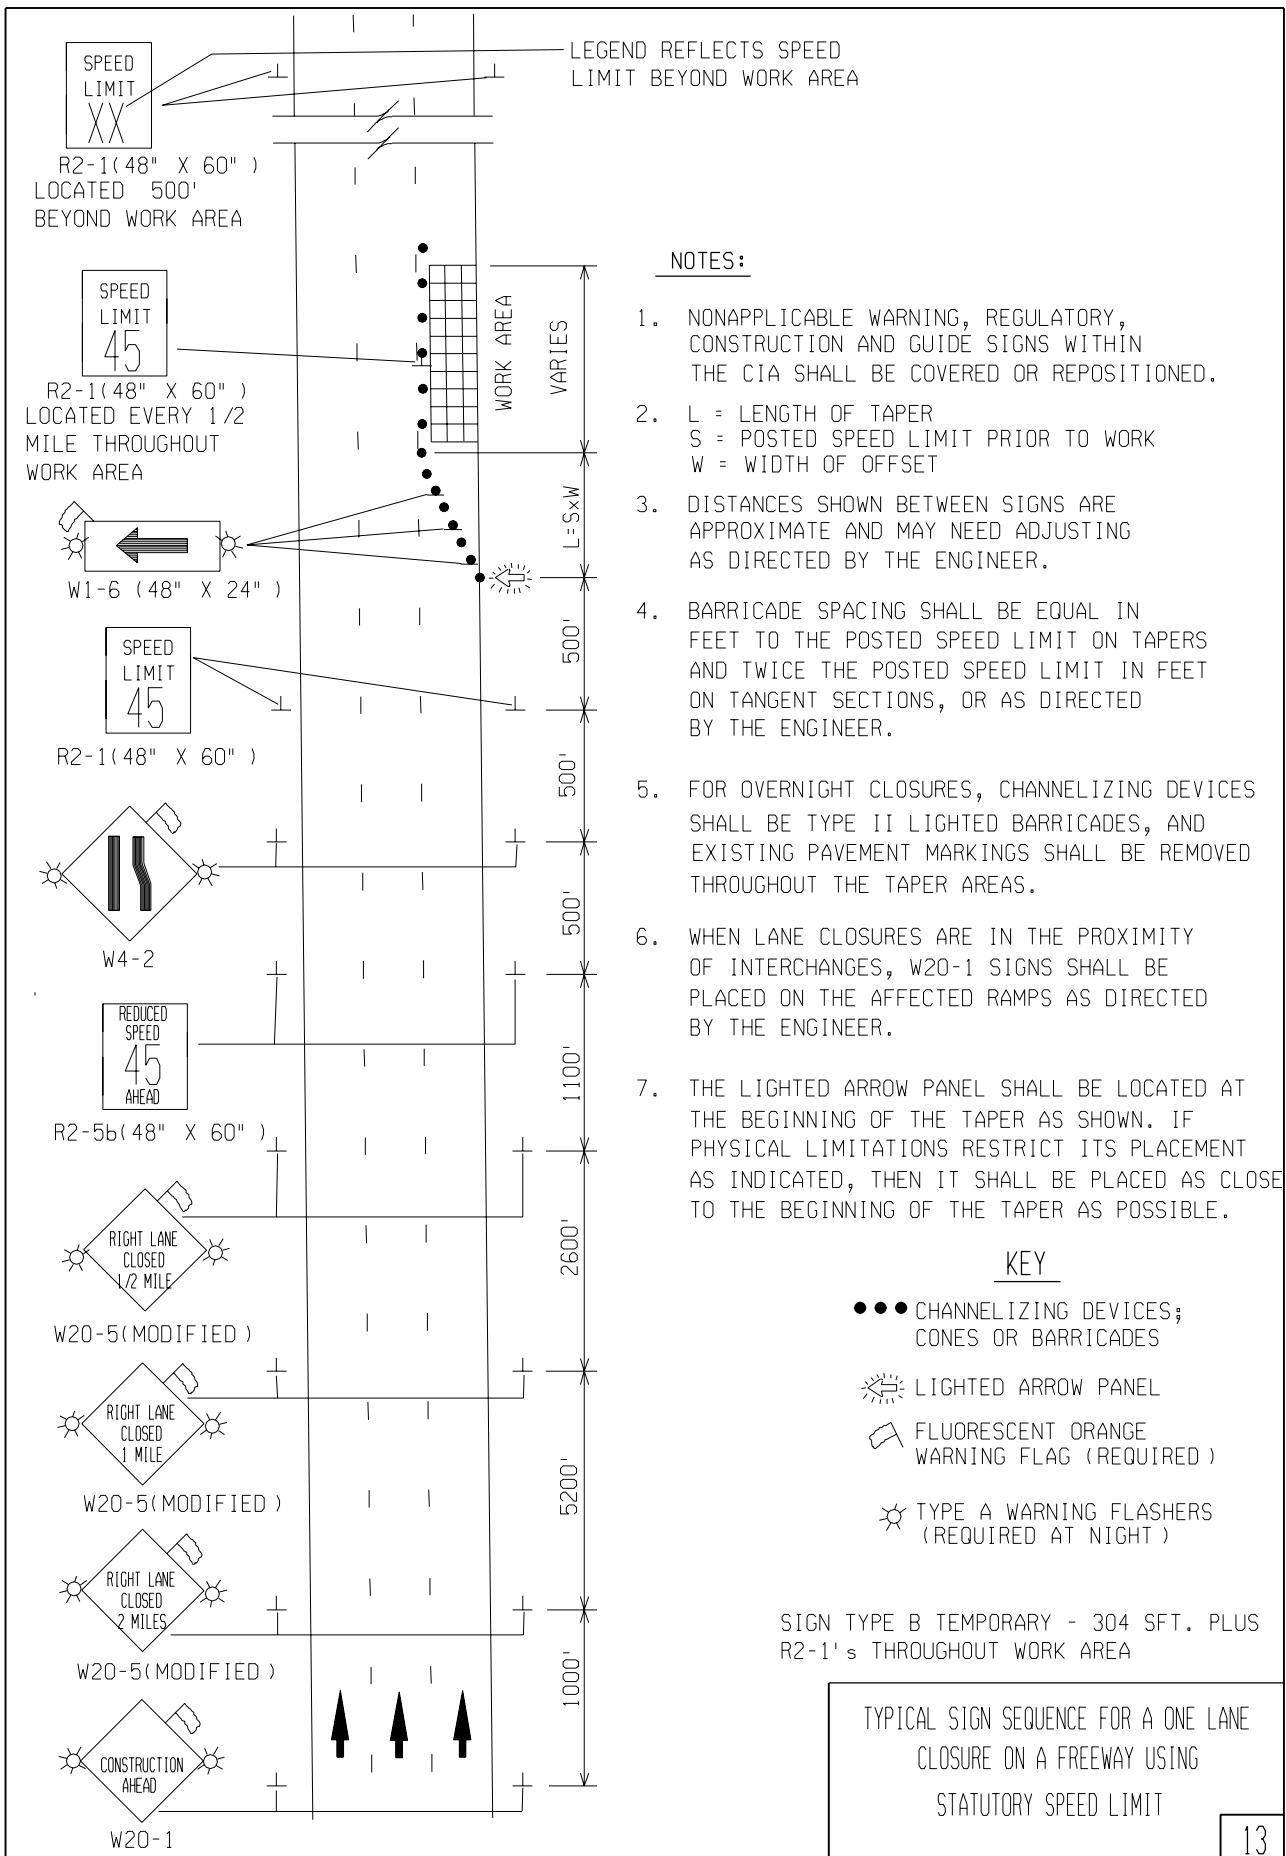 SPEED
LIMIT
XX
R2-1(48" X 60" )
LOCATED 500'
BEYOND WORK AREA
LEGEND REFLECTS SPEED
LIMIT BEYOND WORK AREA
SPEED
LIMIT
45
R2-1(48" X 60" )
LOCATED EVERY 1/2
MILE THROUGHOUT
WORK AREA
W1-6 (48" X 24" )
SPEED
LIMIT
45
R2-1(48" X 60" )
W4-2
REDUCED
SPEED
45
AHEAD
R2-5b(48" X 60" )
RIGHT LANE
CLOSED
1/2 MILE
W20-5(MODIFIED )
RIGHT LANE
CLOSED
1 MILE
W20-5(MODIFIED )
RIGHT LANE
CLOSED
2 MILES
W20-5(MODIFIED )
CONSTRUCTION
AHEAD
W20-1
WORK AREA
VARIES
L=SxW
500'
500'
500'
1100'
2600'
5200'
1000'
NOTES:
1. NONAPPLICABLE WARNING, REGULATORY,
CONSTRUCTION AND GUIDE SIGNS WITHIN
THE CIA SHALL BE COVERED OR REPOSITIONED.
2. L = LENGTH OF TAPER
S = POSTED SPEED LIMIT PRIOR TO WORK
W = WIDTH OF OFFSET
3. DISTANCES SHOWN BETWEEN SIGNS ARE
APPROXIMATE AND MAY NEED ADJUSTING
AS DIRECTED BY THE ENGINEER.
4. BARRICADE SPACING SHALL BE EQUAL IN
FEET TO THE POSTED SPEED LIMIT ON TAPERS
AND TWICE THE POSTED SPEED LIMIT IN FEET
ON TANGENT SECTIONS, OR AS DIRECTED
BY THE ENGINEER.
5. FOR OVERNIGHT CLOSURES, CHANNELIZING DEVICES
SHALL BE TYPE II LIGHTED BARRICADES, AND
EXISTING PAVEMENT MARKINGS SHALL BE REMOVED
THROUGHOUT THE TAPER AREAS.
6. WHEN LANE CLOSURES ARE IN THE PROXIMITY
OF INTERCHANGES, W20-1 SIGNS SHALL BE
PLACED ON THE AFFECTED RAMPS AS DIRECTED
BY THE ENGINEER.
7. THE LIGHTED ARROW PANEL SHALL BE LOCATED AT
THE BEGINNING OF THE TAPER AS SHOWN. IF
PHYSICAL LIMITATIONS RESTRICT ITS PLACEMENT
AS INDICATED, THEN IT SHALL BE PLACED AS CLOSE
TO THE BEGINNING OF THE TAPER AS POSSIBLE.
KEY
CHANNELIZING DEVICES;
CONES OR BARRICADES
LIGHTED ARROW PANEL
FLUORESCENT ORANGE
WARNING FLAG (REQUIRED )
TYPE A WARNING FLASHERS
(REQUIRED AT NIGHT )
SIGN TYPE B TEMPORARY - 304 SFT. PLUS
R2-1's THROUGHOUT WORK AREA
TYPICAL SIGN SEQUENCE FOR A ONE LANE
CLOSURE ON A FREEWAY USING
STATUTORY SPEED LIMIT
13